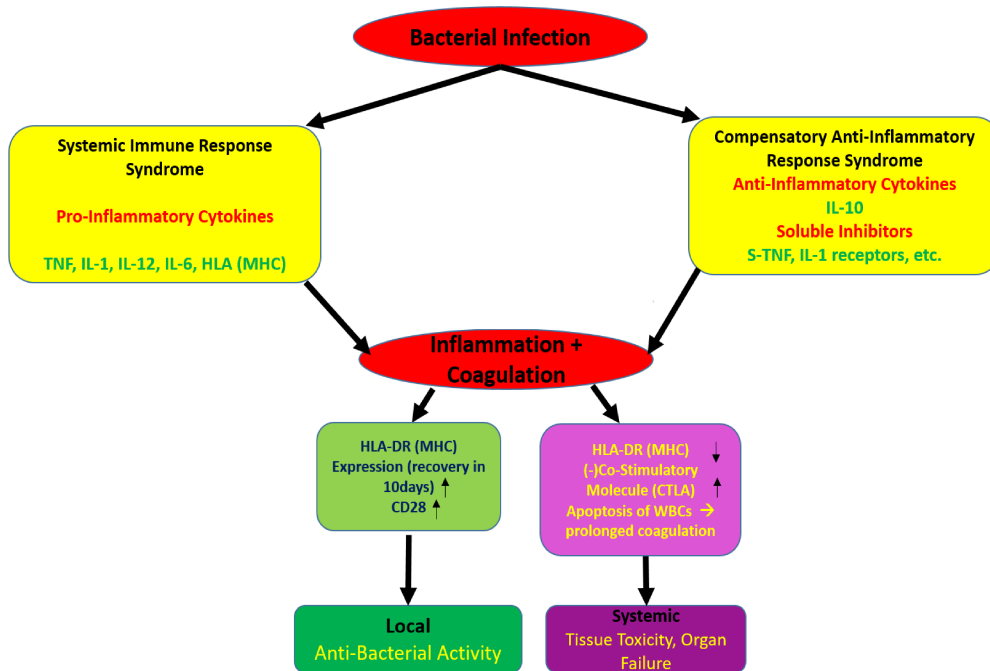 Bacterial Infection
Systemic Immune Response
Syndrome
Pro-Inflammatory Cytokines
TNF, IL-1, IL-12, IL-6, HLA (MHC)
Compensatory Anti-Inflammatory
Response Syndrome
Anti-Inflammatory Cytokines
IL-10
Soluble Inhibitors
S-TNF, IL-1 receptors, etc.
Inflammation +
Coagulation
HLA-DR (MHC)
Expression (recovery in
10days) ↑
CD28 ↑
HLA-DR (MHC) ↓
(-)Co-Stimulatory
Molecule (CTLA) ↑
Apoptosis of WBCs →
prolonged coagulation
Local
Anti-Bacterial Activity
Systemic
Tissue Toxicity, Organ
Failure